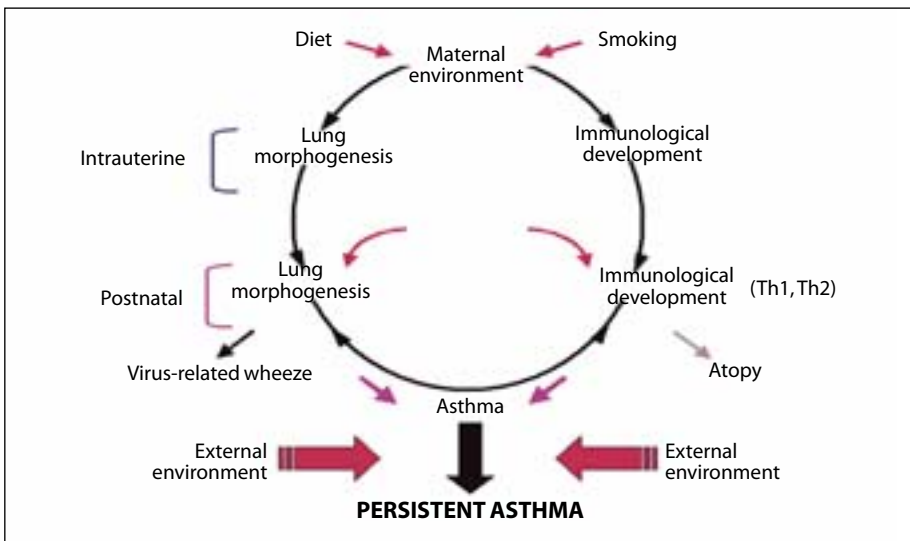 Diet
Smoking
Maternal
environment
Lung
morphogenesis
Immunological
development
Intrauterine
Lung
morphogenesis
Immunological
development
(Th1, Th2)
Postnatal
Virus-related wheeze
Atopy
Asthma
External
environment
External
environment
PERSISTENT ASTHMA